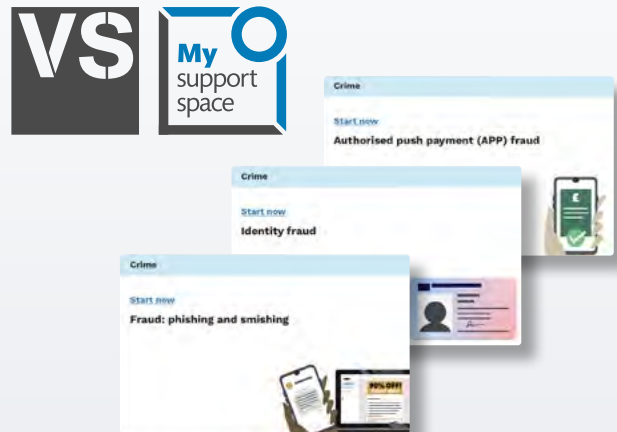 VS
My
support
space
Crime
Start now
Authorised push payment (APP) fraud
£
Crime
Start now
Identity fraud
Crime
Start now
Fraud: phishing and smishing
90% OFF!